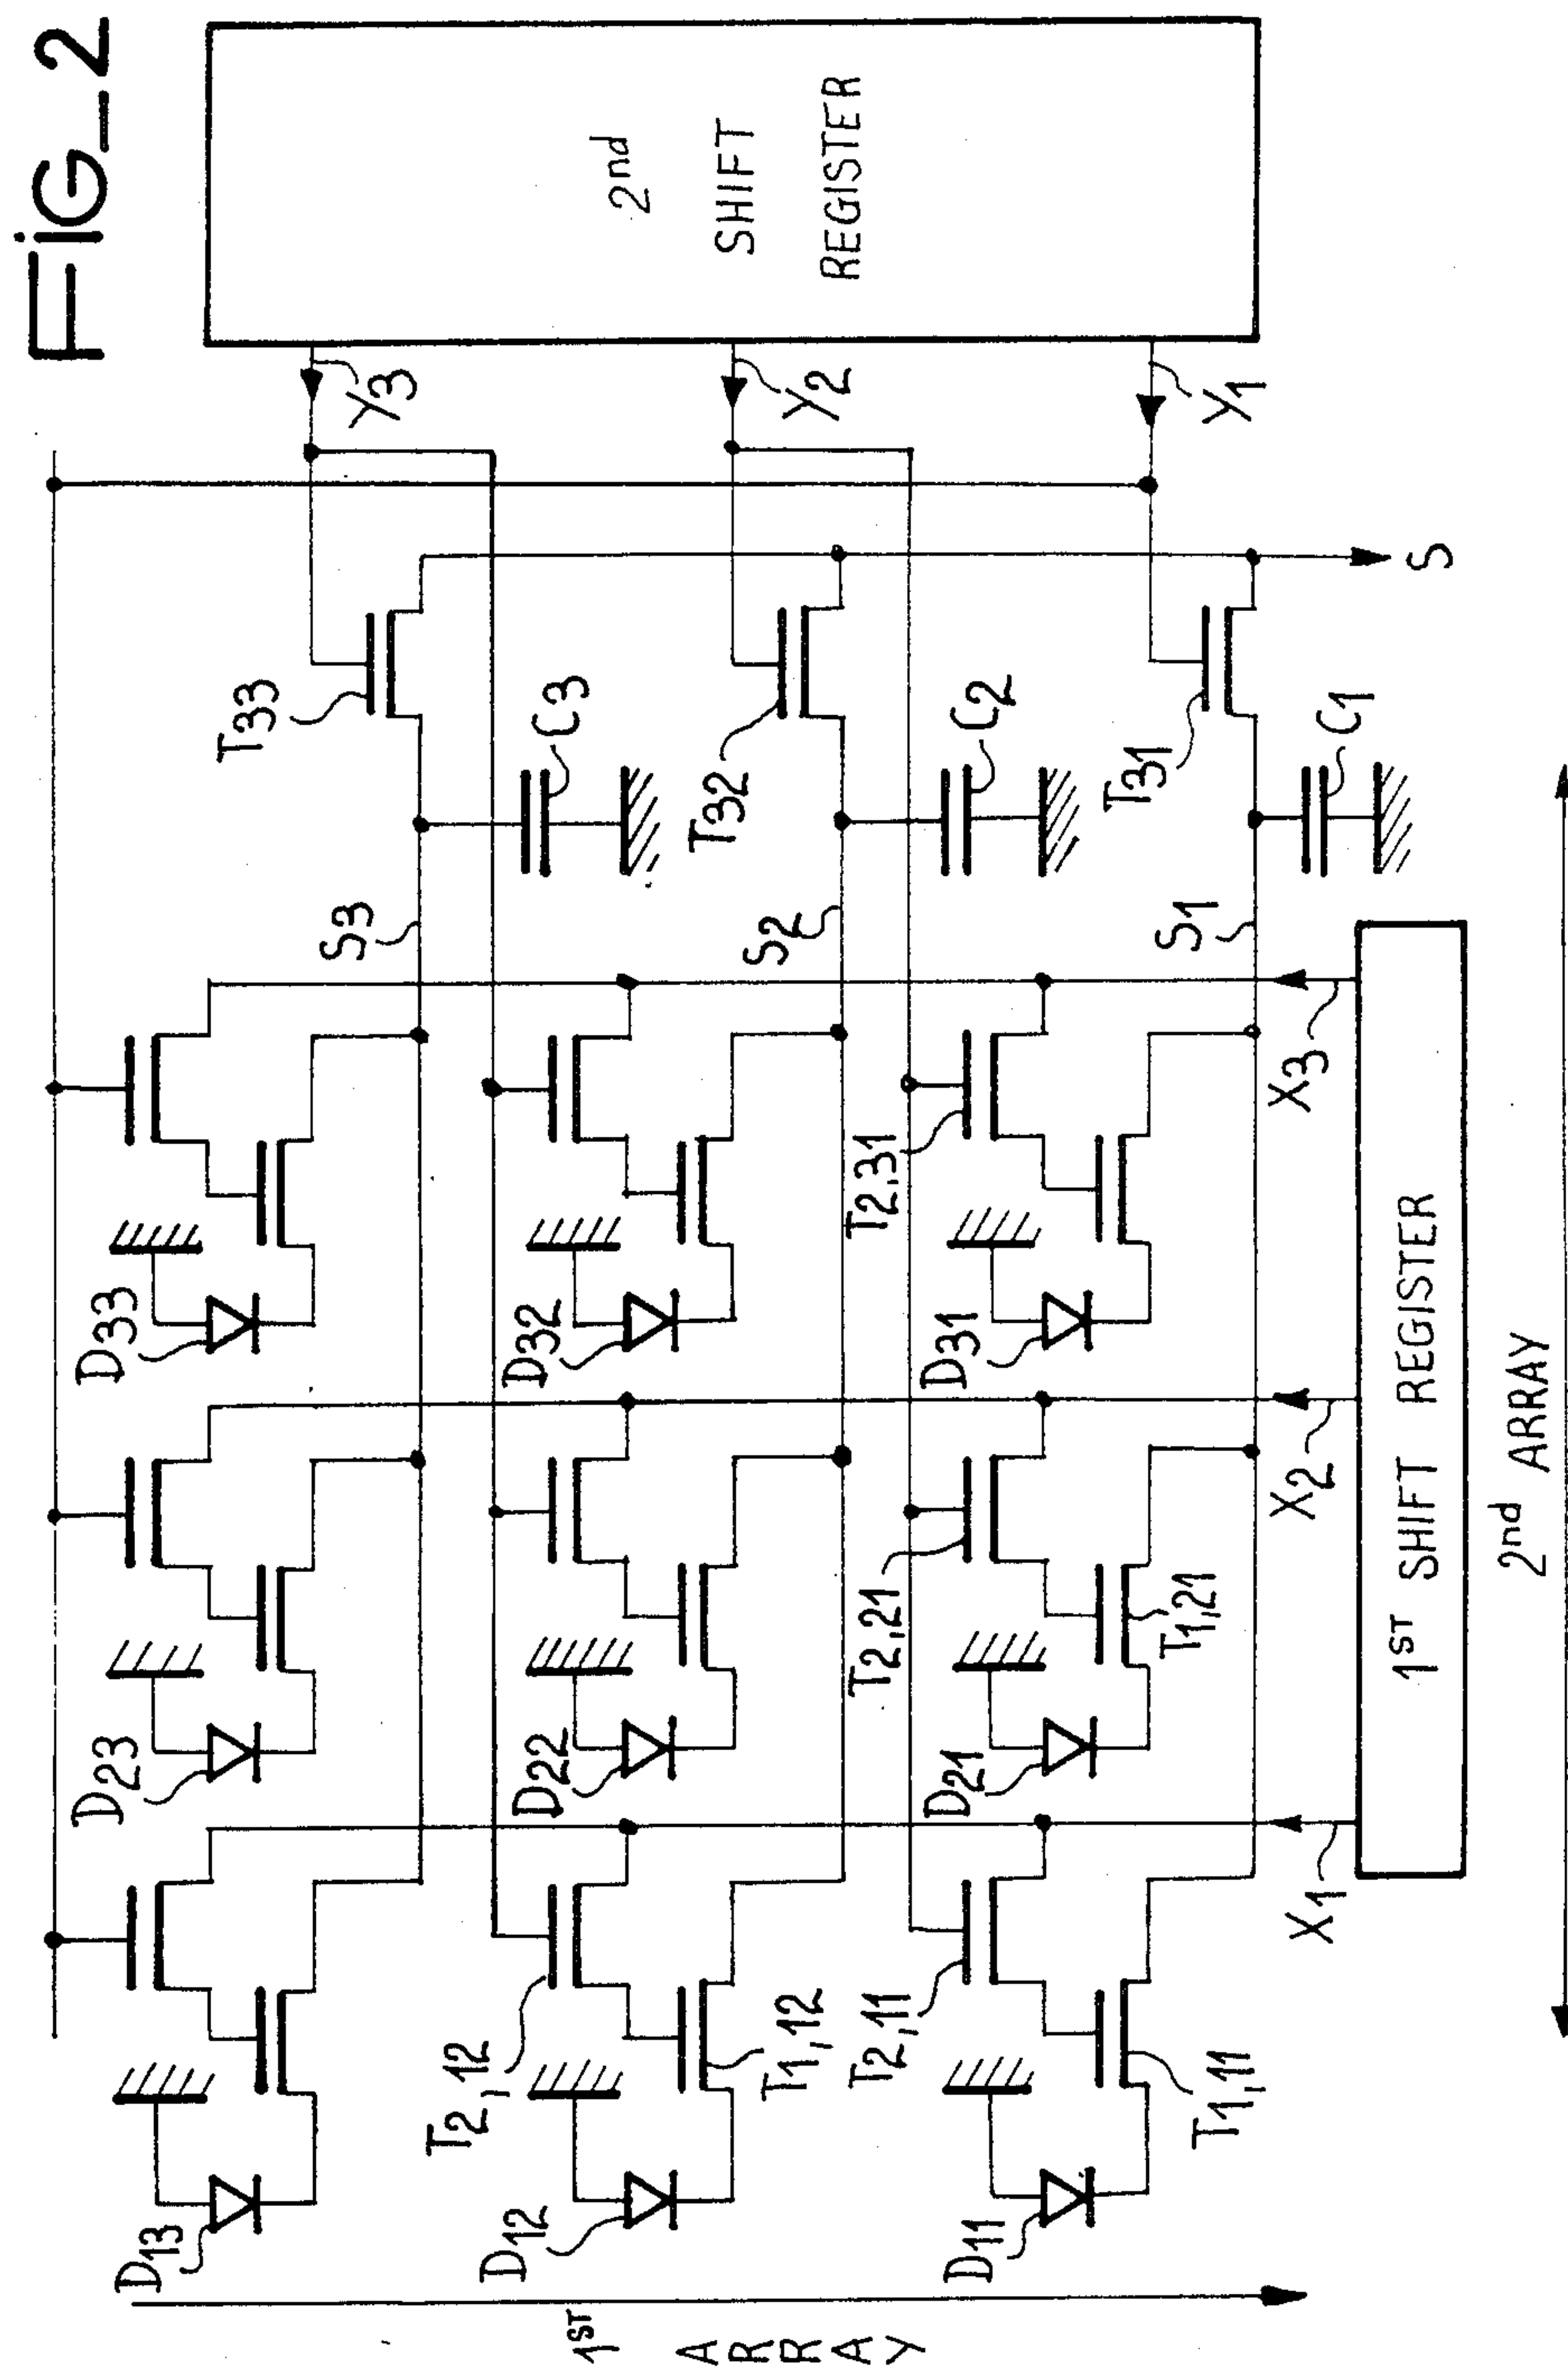 FiG_2
2nd
SHIFT
REGISTER
Y3
Y2
Y1
T33
C3
T32
C2
T31
C1
S
S3
S2
S1
D33
D32
T2,31
D31
X3
D23
D22
T2,21
D21
T1,21
X2
D13
T2,12
D12
T1,12
T2,11
D11
T1,11
X1
1ST SHIFT REGISTER
2nd ARRAY
1ST
ARRAY